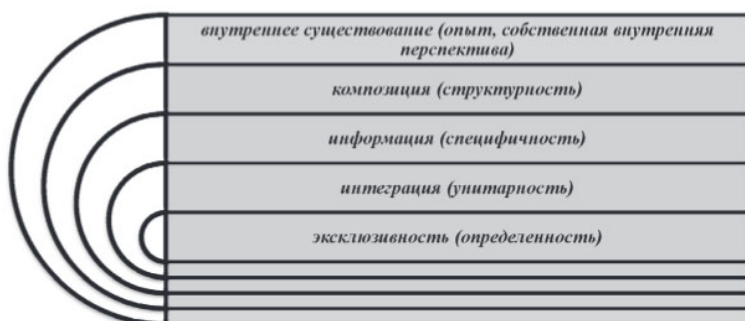 внутреннее существование (опыт, собственная внутренняя
перспектива)
композиция (структурность)
информация (специфичность)
интеграция (унитарность)
эксклюзивность (определенность)